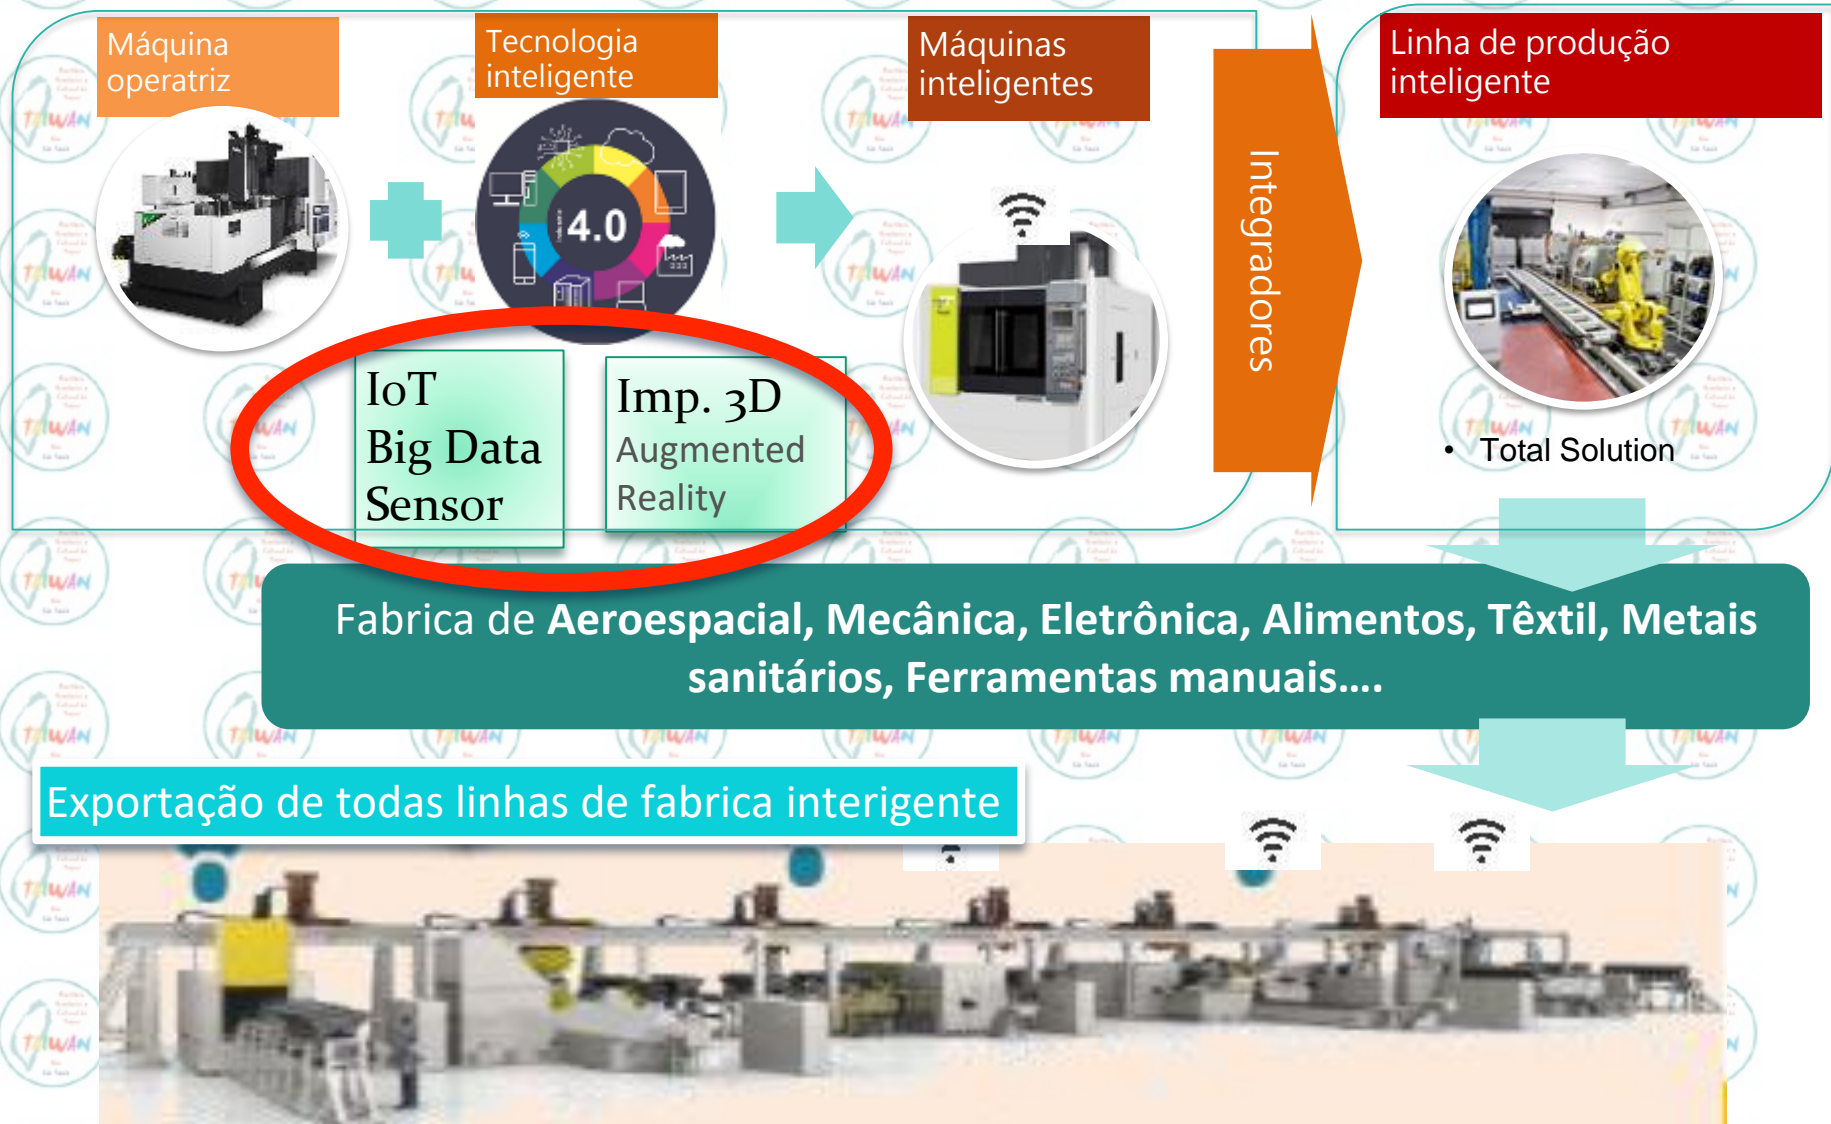 Máquina
operatriz
Tecnologia
inteligente
Máquinas
inteligentes
Linha de produção
inteligente
4.0
Integradores
IoT
Big Data
Sensor
Imp. 3D
Augmented
Reality
• Total Solution
Fabrica de Aeroespacial, Mecânica, Eletrônica, Alimentos, Têxtil, Metais
sanitários, Ferramentas manuais....
Exportação de todas linhas de fabrica interigente
TAIWAN